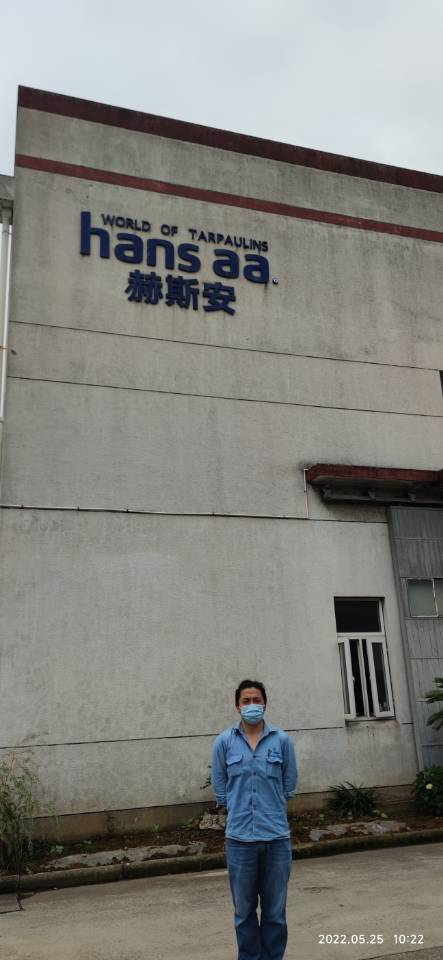 WORLD OF TARPAULINS
hans aa
赫斯安
2022.05.25 10:22